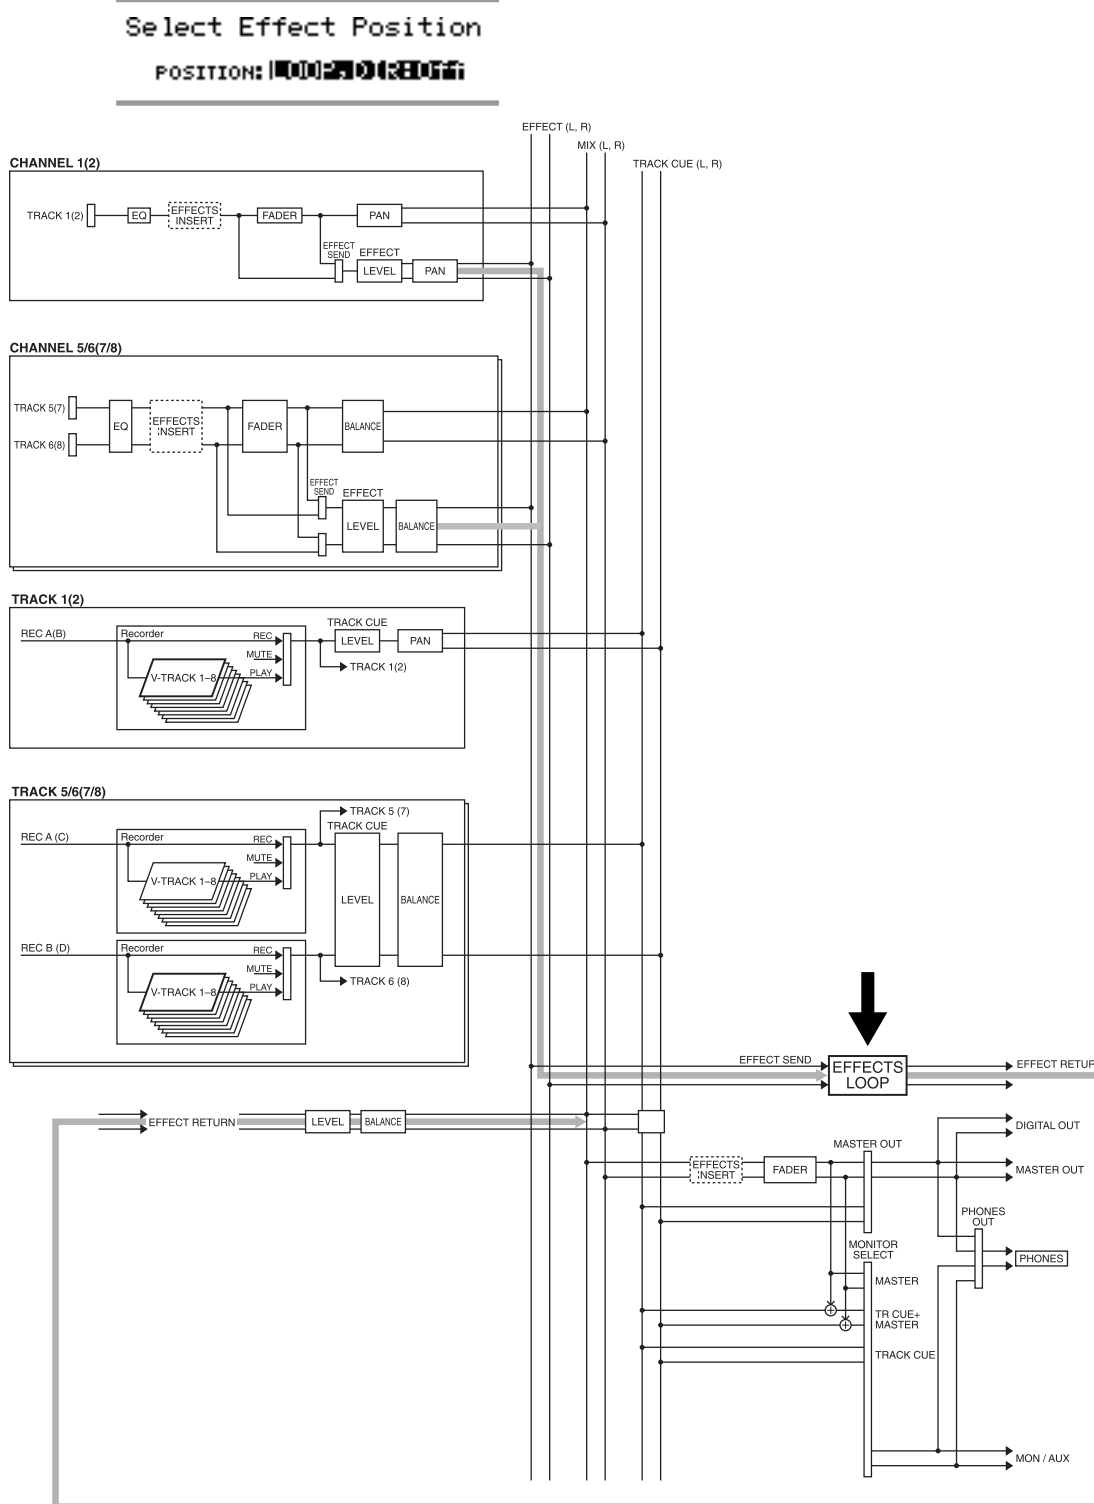 Select Effect Position
POSITION: LOOP,DIR:Off
EFFECT (L, R)
MIX (L, R)
TRACK CUE (L, R)
CHANNEL 1(2)
TRACK 1(2)
EQ
EFFECTS
INSERT
FADER
PAN
EFFECT
SEND
EFFECT
LEVEL
PAN
CHANNEL 5/6(7/8)
TRACK 5(7)
TRACK 6(8)
EQ
EFFECTS
INSERT
FADER
BALANCE
EFFECT
SEND
EFFECT
LEVEL
BALANCE
TRACK 1(2)
REC A(B)
Recorder
REC
MUTE
PLAY
V-TRACK 1–8
TRACK CUE
LEVEL
PAN
TRACK 1(2)
TRACK 5/6(7/8)
TRACK 5 (7)
TRACK CUE
REC A (C)
Recorder
REC
MUTE
PLAY
V-TRACK 1–8
LEVEL
BALANCE
REC B (D)
Recorder
REC
MUTE
PLAY
V-TRACK 1–8
TRACK 6 (8)
EFFECT SEND
EFFECTS
LOOP
EFFECT RETUR
EFFECT RETURN
LEVEL
BALANCE
DIGITAL OUT
MASTER OUT
EFFECTS
INSERT
FADER
MASTER OUT
PHONES
OUT
PHONES
MONITOR
SELECT
MASTER
TR CUE+
MASTER
TRACK CUE
MON / AUX